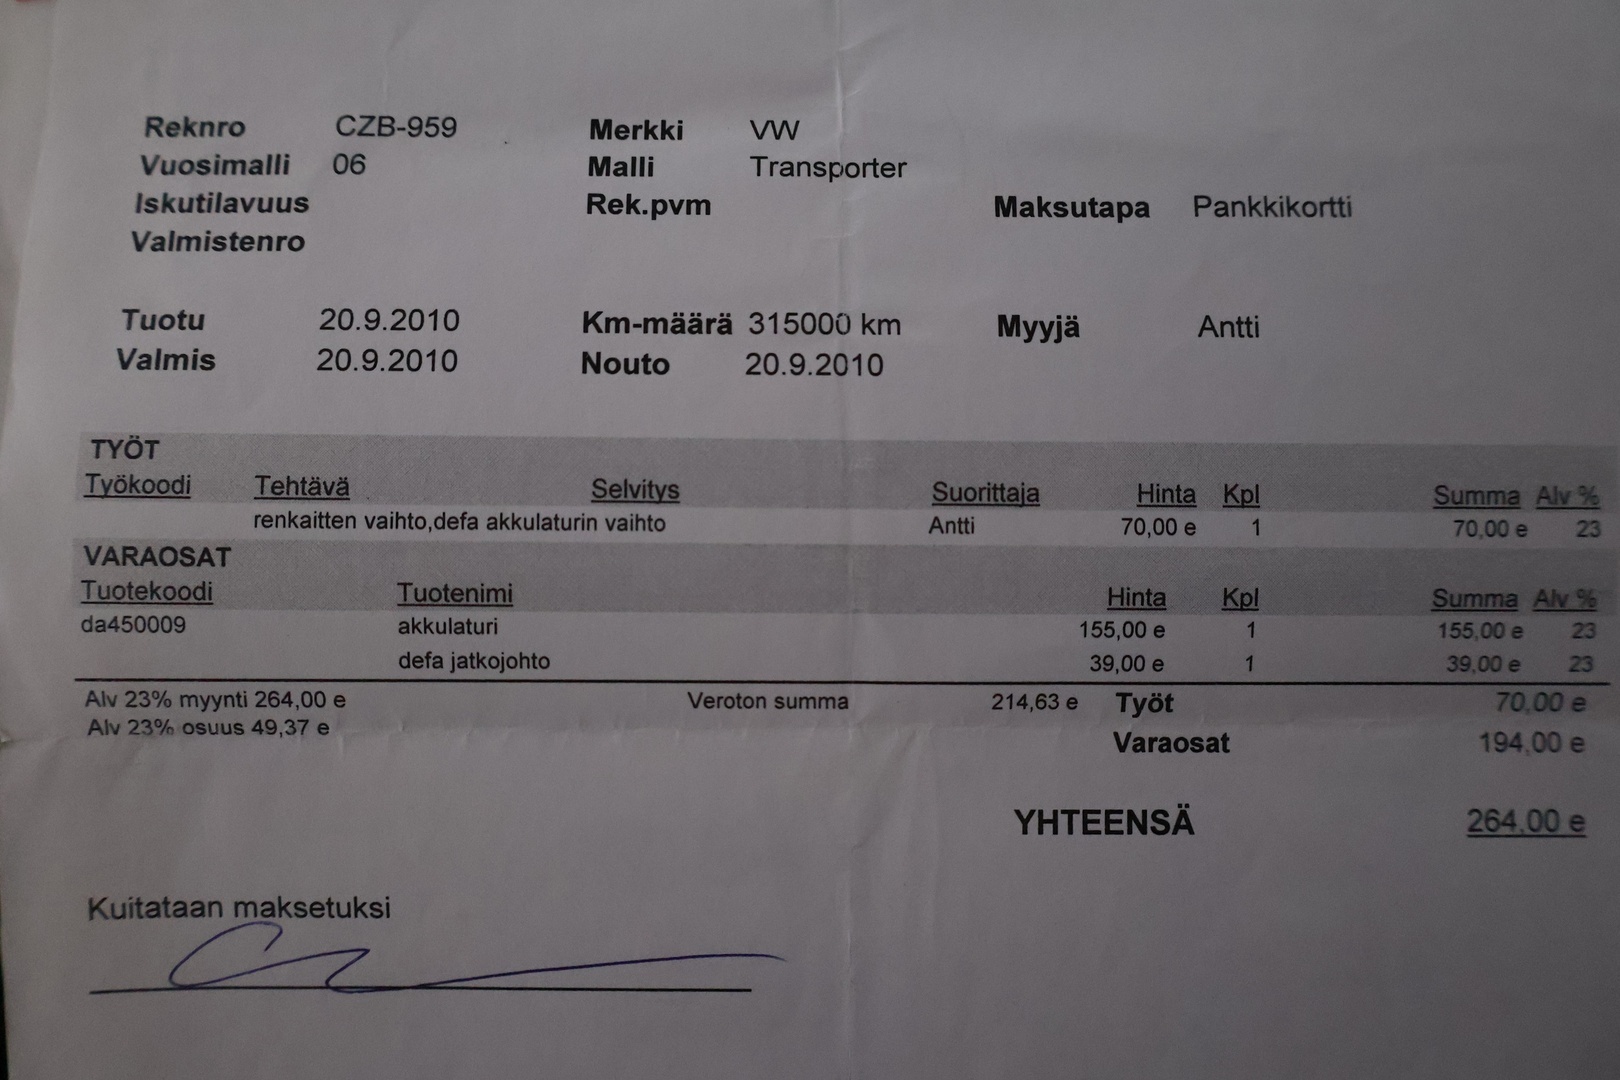 Reknro CZB-959 Merkki VW
Vuosimalli 06 Malli Transporter
Iskutilavuus Rek.pvm Maksutapa Pankkikortti
Valmistenro
Tuotu 20.9.2010 Km-määrä 315000 km Myyjä Antti
Valmis 20.9.2010 Nouto 20.9.2010
TYÖT
Työkoodi Tehtävä Selvitys Suorittaja Hinta Kpl Summa Alv %
renkaitten vaihto,defa akkulaturin vaihto Antti 70,00 e 1 70,00 e 23
VARAOSAT
Tuotekoodi Tuotenimi Hinta Kpl Summa Alv %
da450009 akkulaturi 155,00 e 1 155,00 e 23
defa jatkojohto 39,00 e 1 39,00 e 23
Alv 23% myynti 264,00 e Veroton summa 214,63 e Työt 70,00 e
Alv 23% osuus 49,37 e
Varaosat 194,00 e
YHTEENSÄ 264,00 e
Kuitataan maksetuksi